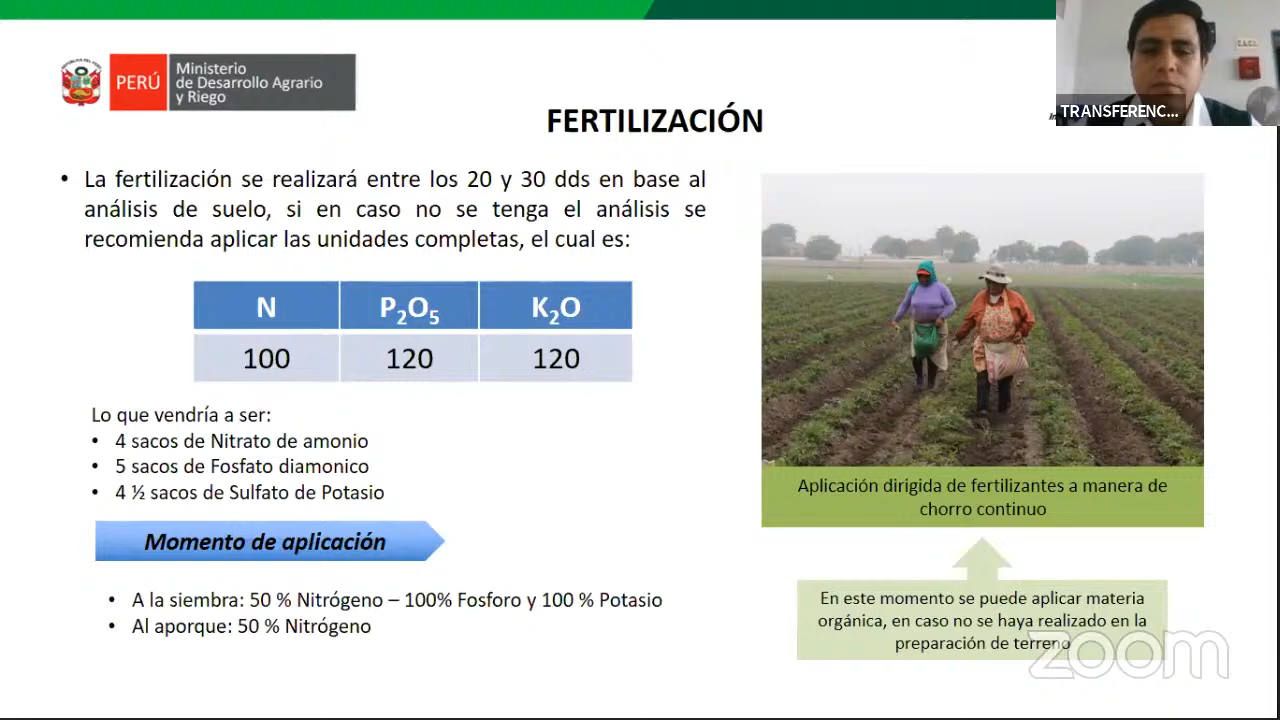 PERÚ
Ministerio
de Desarrollo Agrario
y Riego
TRANSFERENC...
FERTILIZACIÓN
• La fertilización se realizará entre los 20 y 30 dds en base al
análisis de suelo, si en caso no se tenga el análisis se
recomienda aplicar las unidades completas, el cual es:
N P₂O₅ K₂O
100 120 120
Lo que vendría a ser:
• 4 sacos de Nitrato de amonio
• 5 sacos de Fosfato diamonico
• 4 ½ sacos de Sulfato de Potasio
Momento de aplicación
• A la siembra: 50 % Nitrógeno – 100% Fosforo y 100 % Potasio
• Al aporque: 50 % Nitrógeno
Aplicación dirigida de fertilizantes a manera de
chorro continuo
En este momento se puede aplicar materia
orgánica, en caso no se haya realizado en la
preparación de terreno
zoom